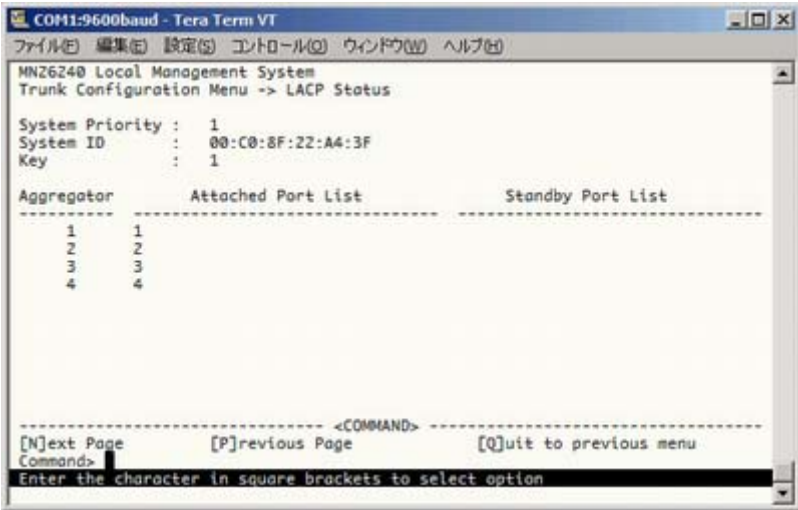 COM1:9600baud - Tera Term VT
ファイル(E) 編集(E) 設定(S) コントロール(O) ウィンドウ(W) ヘルプ(H)
MN26240 Local Management System
Trunk Configuration Menu -> LACP Status
System Priority : 1
System ID : 00:C0:8F:22:A4:3F
Key : 1
Aggregator Attached Port List Standby Port List
---------- -------------------------------- --------------------------------
1 1
2 2
3 3
4 4
-------------------------------- <COMMAND> -----------------------------------
[N]ext Page [P]revious Page [Q]uit to previous menu
Command>
Enter the character in square brackets to select option